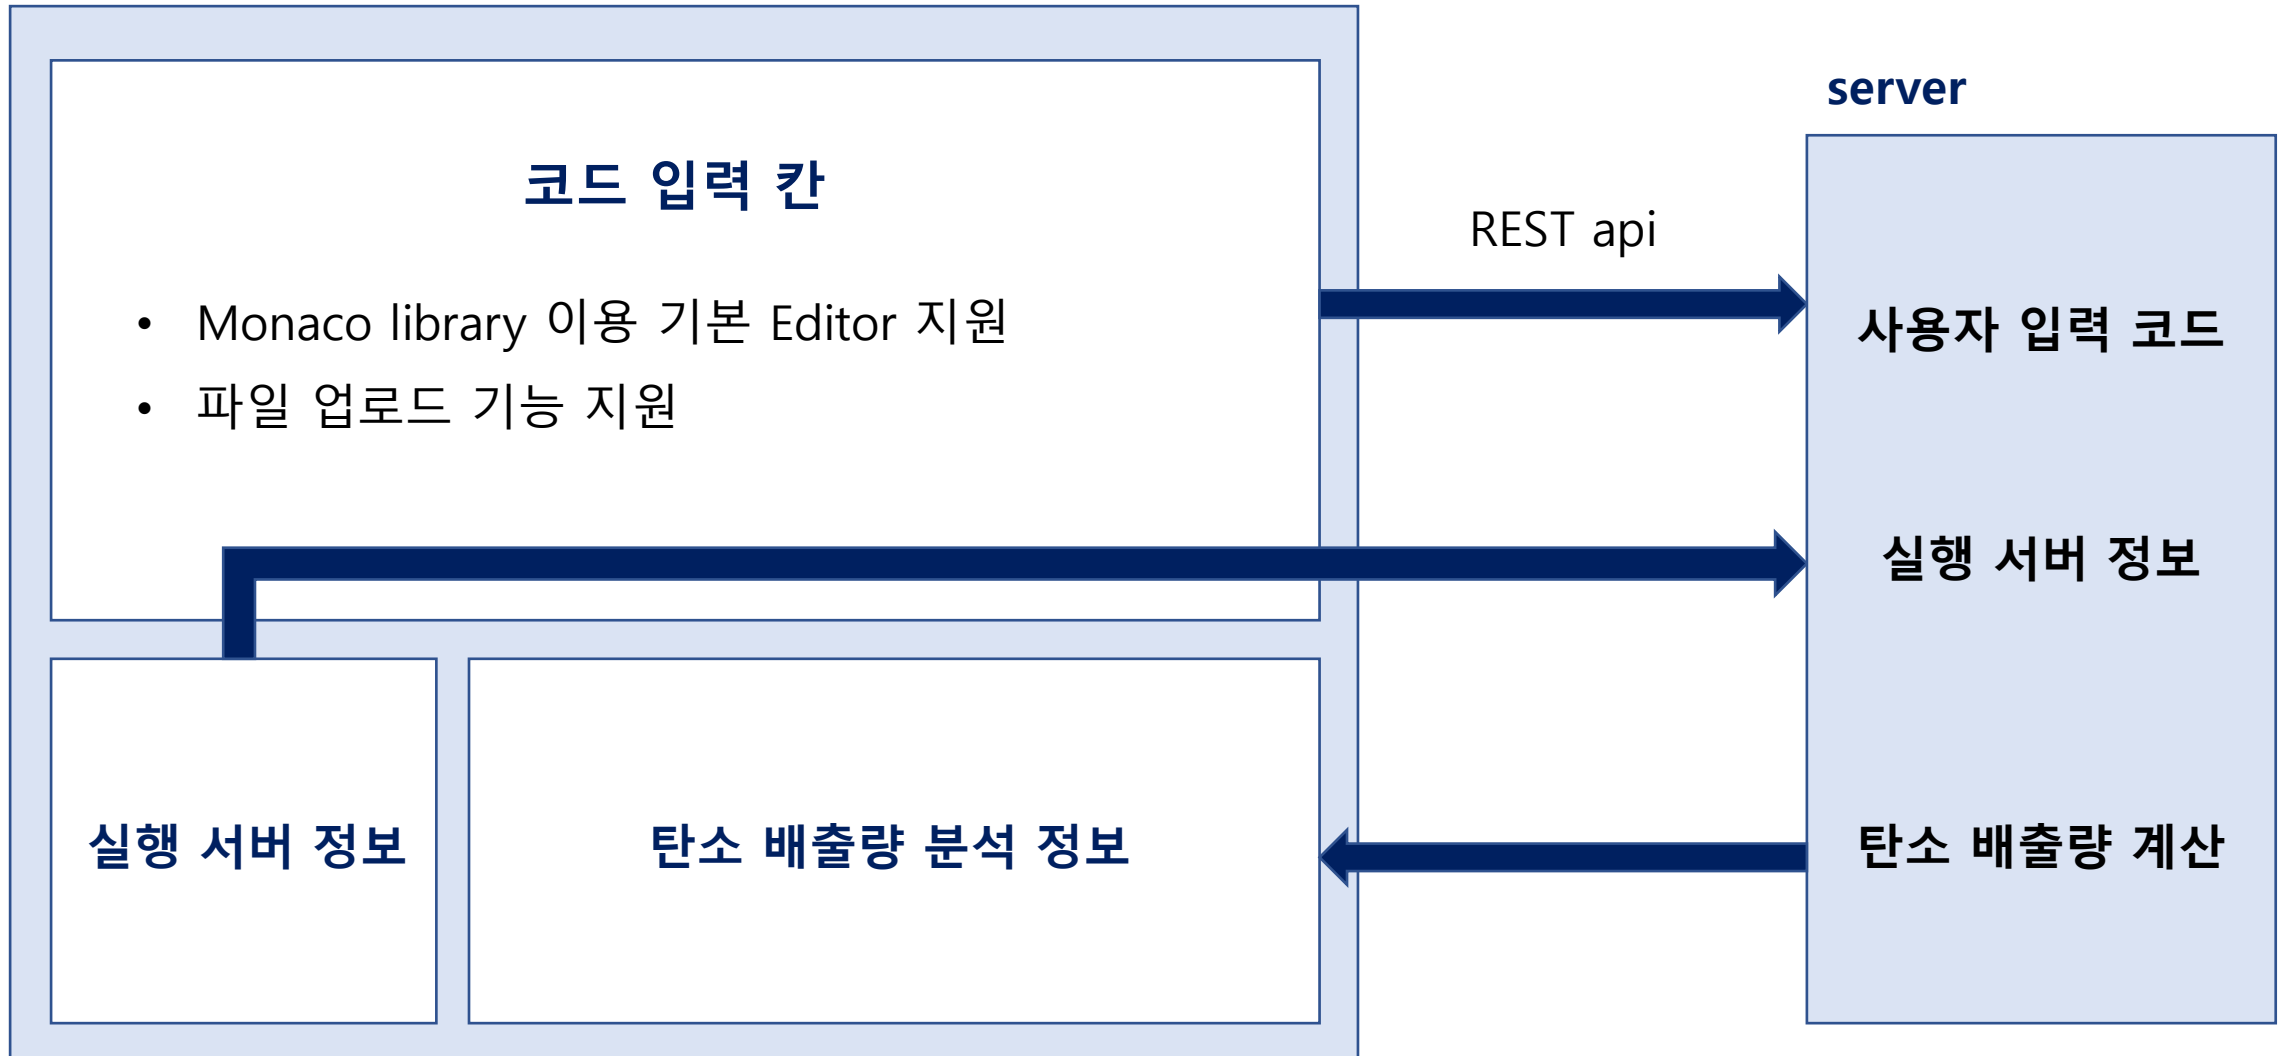 코드 입력 칸
• Monaco library 이용 기본 Editor 지원
• 파일 업로드 기능 지원
실행 서버 정보
탄소 배출량 분석 정보
REST api
server
사용자 입력 코드
실행 서버 정보
탄소 배출량 계산